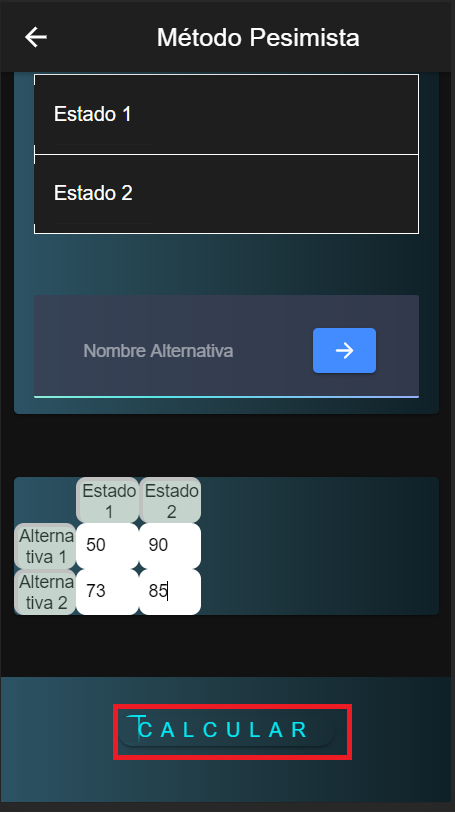 Método Pesimista
Estado 1
Estado 2
Nombre Alternativa
Estado Estado
1 2
Alterna
tiva 1 50 90
Alterna
tiva 2 73 85
CALCULAR